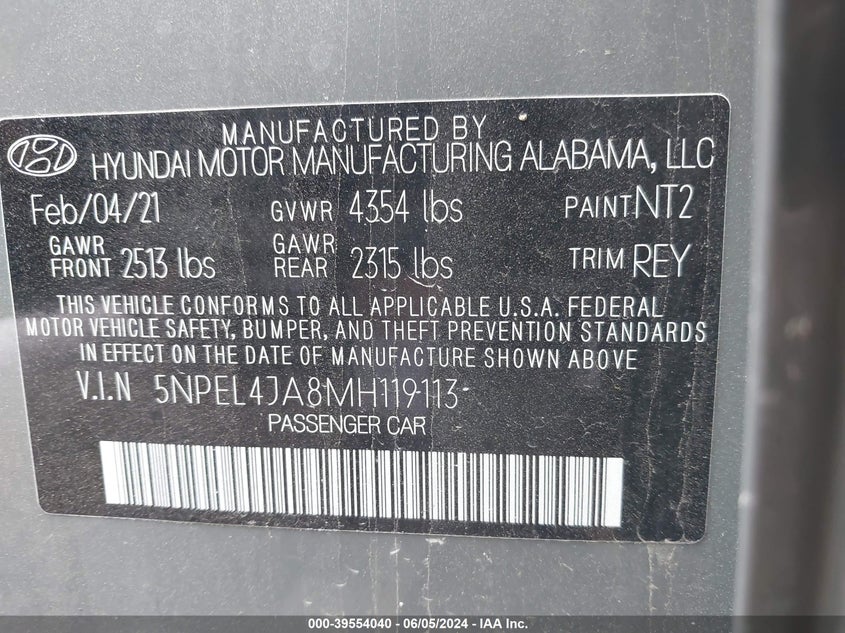 MANUFACTURED BY
HYUNDAI MOTOR MANUFACTURING ALABAMA, LLC
Feb/04/21 GVWR 4354 lbs PAINT NT2
GAWR FRONT 2513 lbs GAWR REAR 2315 lbs TRIM REY
THIS VEHICLE CONFORMS TO ALL APPLICABLE U.S.A. FEDERAL
MOTOR VEHICLE SAFETY, BUMPER, AND THEFT PREVENTION STANDARDS
IN EFFECT ON THE DATE OF MANUFACTURE SHOWN ABOVE
V.I.N 5NPEL4JA8MH119113
PASSENGER CAR
000-39554040 - 06/05/2024 - IAAI.com